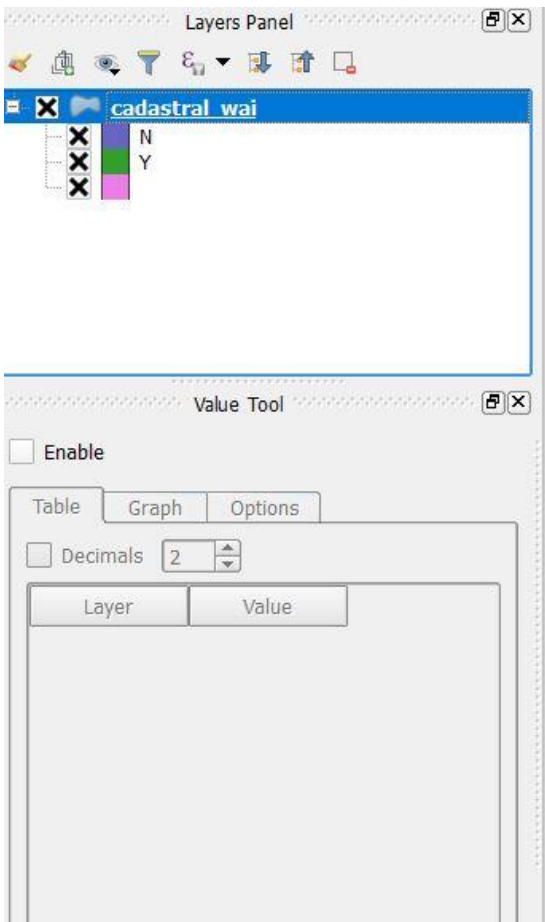 Layers Panel
cadastral_wai
N
Y
Value Tool
Enable
Table Graph Options
Decimals 2
Layer Value